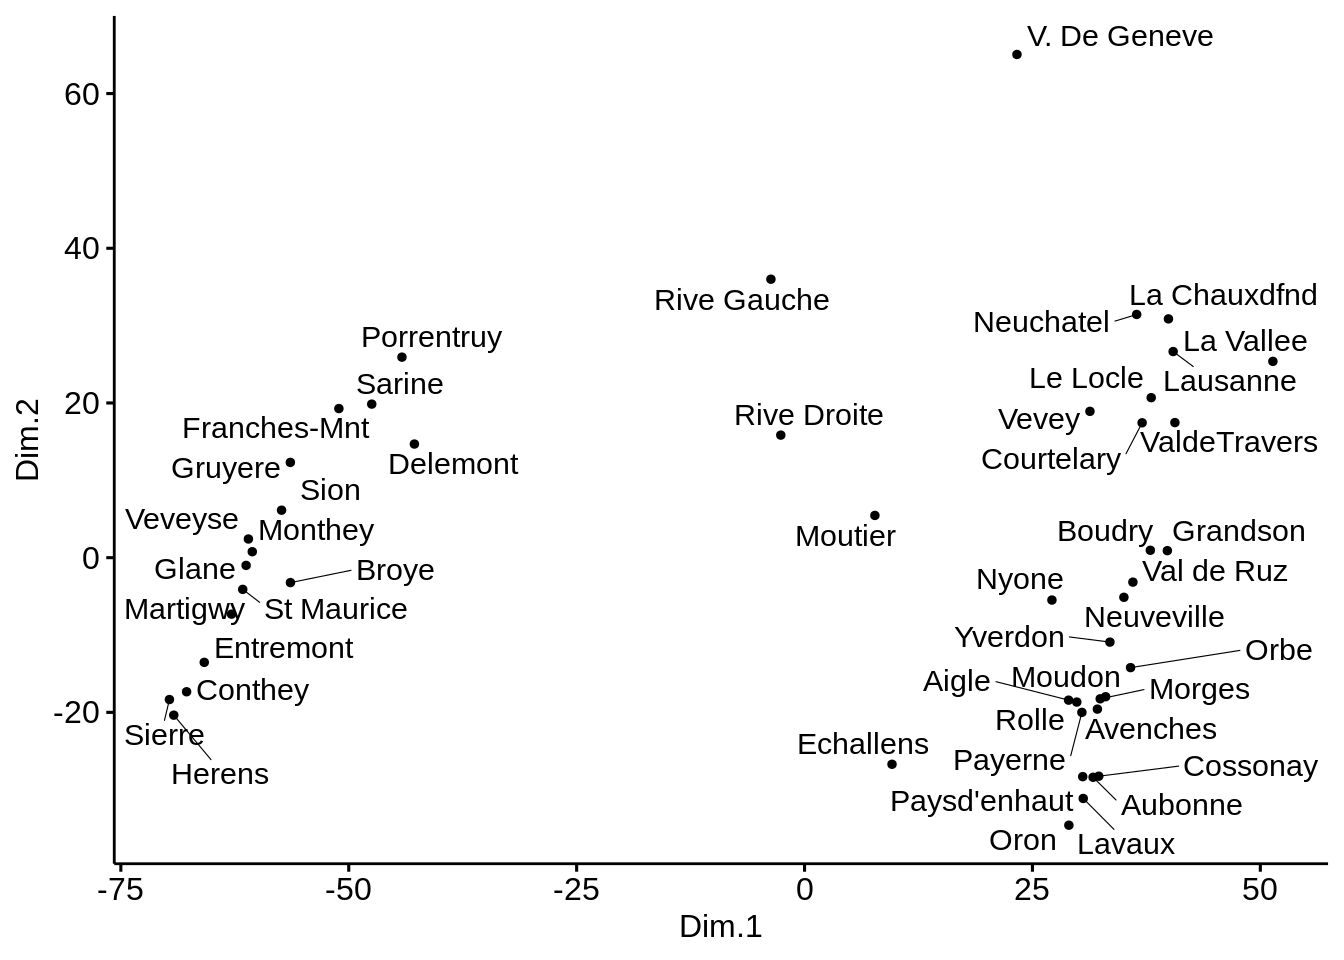 V. De Geneve
60
40
Rive Gauche
La Chauxdfnd
Neuchatel
Porrentruy
La Vallee
Sarine
Le Locle
Lausanne
20
Franches-Mnt
Rive Droite
Vevey
ValdeTravers
Gruyere
Delemont
Courtelary
Dim.2
Sion
Veveyse
Monthey
Moutier
Boudry
Grandson
0
Glane
Broye
Nyone
Val de Ruz
Martigwy
St Maurice
Neuveville
Entremont
Yverdon
Orbe
Conthey
Aigle
Moudon
Morges
-20
Sierre
Rolle
Avenches
Echallens
Payerne
Cossonay
Herens
Paysd'enhaut
Aubonne
Oron
Lavaux
-75
-50
-25
0
25
50
Dim.1